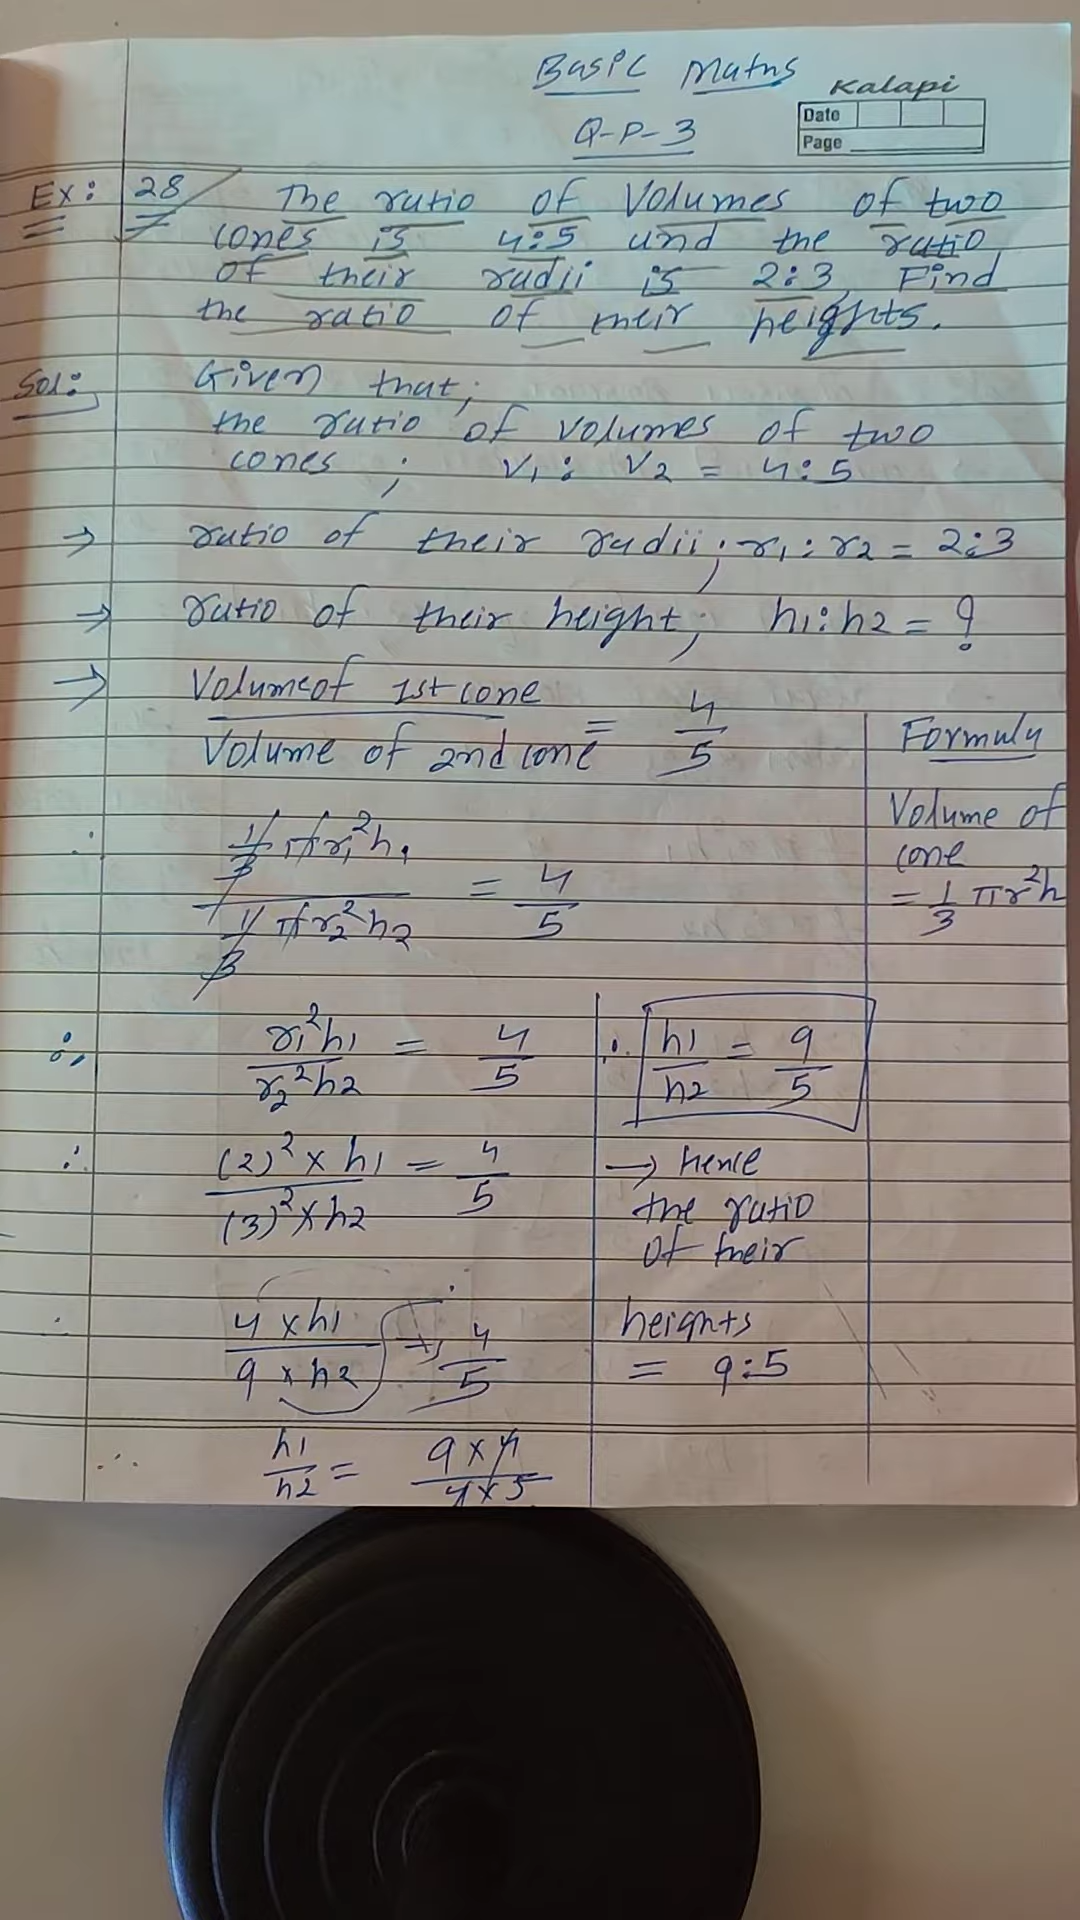 Basic Maths
Kalapi
Q-P-3
Date
Page
Ex: 28 The ratio of Volumes of two
cones is 4:5 and the ratio
of their radii is 2:3, Find
the ratio of their heights.
Sol: Given that;
the ratio of volumes of two
cones ; V1 : V2 = 4:5
→ ratio of their radii ; r1 : r2 = 2:3
→ ratio of their height; h1:h2 = ?
→ Volume of 1st cone
Volume of 2nd cone = 4/5
Formula
Volume of
cone
= 1/3 πr²h
∴ 1/3 πr1²h1
1/3 πr2²h2 = 4/5
∴ r1²h1/r2²h2 = 4/5
∴ (2)² × h1/(3)² × h2 = 4/5
∴ 4 × h1/9 × h2 = 4/5
∴ h1/h2 = 9 × 4/4 × 5
∴ h1/h2 = 9/5
→ Hence
the ratio
of their
heights
= 9:5